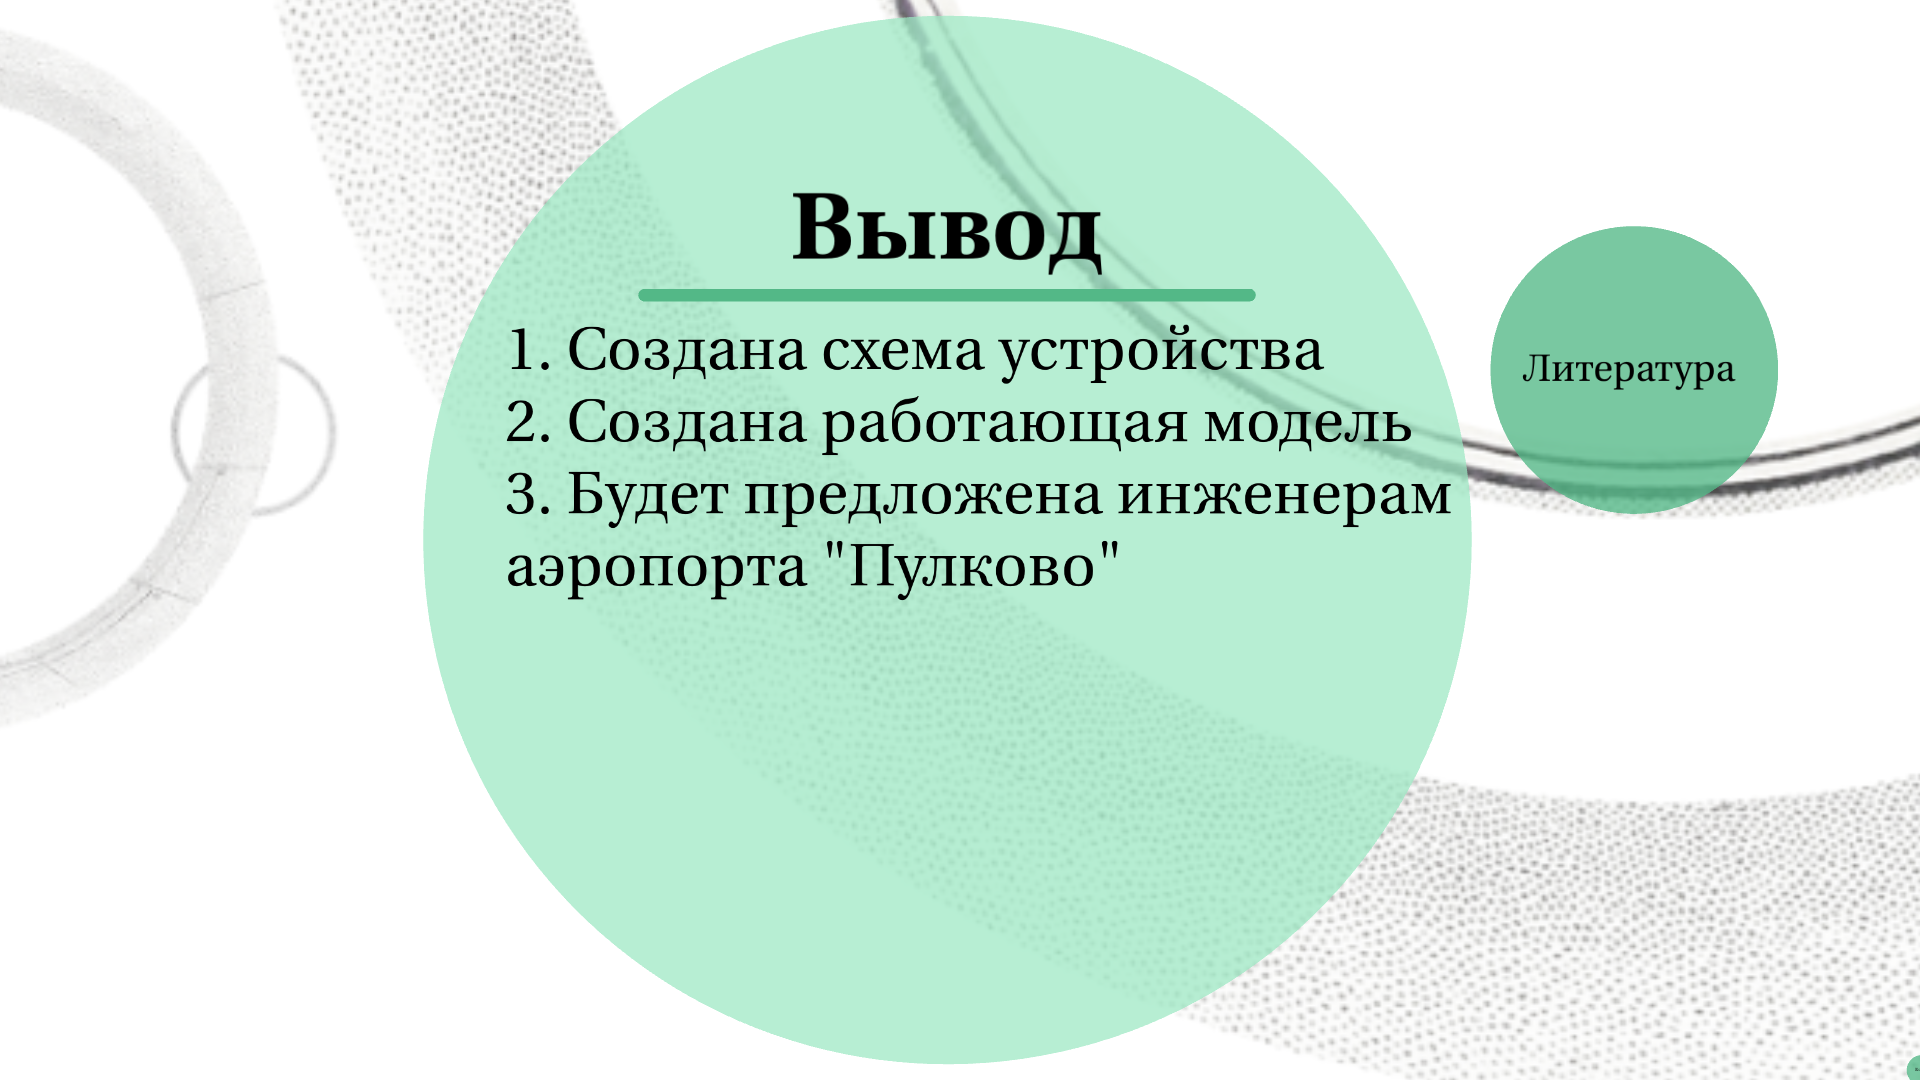 Вывод
1. Создана схема устройства
2. Создана работающая модель
3. Будет предложена инженерам
аэропорта "Пулково"
Литература